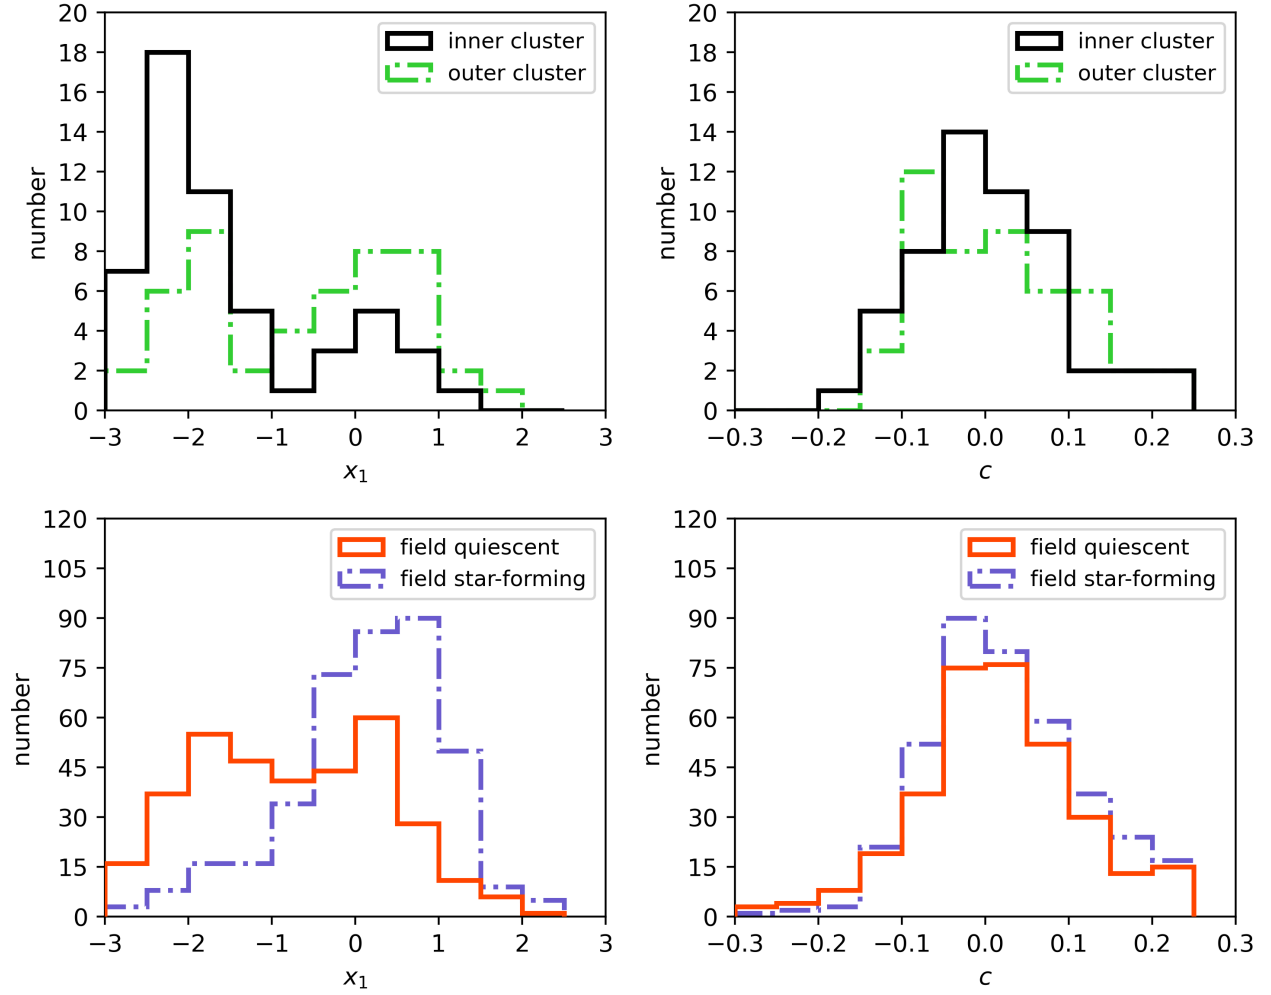 20
18
16
14
12
10
8
6
4
2
0
number
inner cluster
outer cluster
−3 −2 −1 0 1 2 3
x₁
20
18
16
14
12
10
8
6
4
2
0
number
inner cluster
outer cluster
−0.3 −0.2 −0.1 0.0 0.1 0.2 0.3
c
120
105
90
75
60
45
30
15
0
number
field quiescent
field star-forming
−3 −2 −1 0 1 2 3
x₁
120
105
90
75
60
45
30
15
0
number
field quiescent
field star-forming
−0.3 −0.2 −0.1 0.0 0.1 0.2 0.3
c